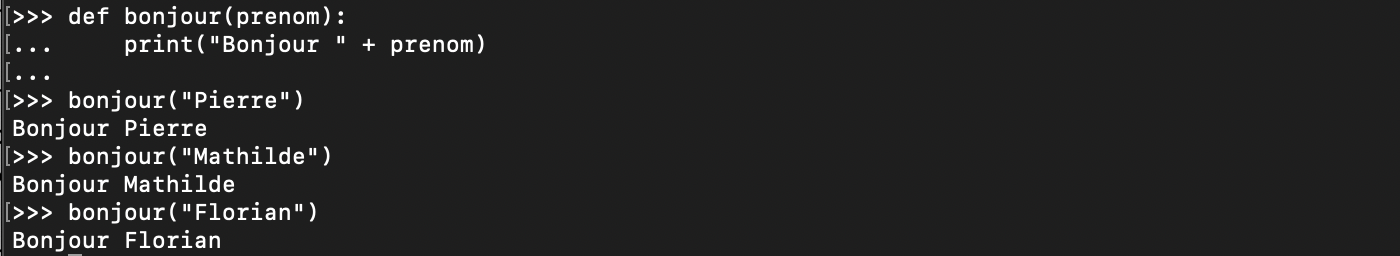 [>>> def bonjour(prenom):
[...     print("Bonjour " + prenom)
[...
[>>> bonjour("Pierre")
Bonjour Pierre
[>>> bonjour("Mathilde")
Bonjour Mathilde
[>>> bonjour("Florian")
Bonjour Florian